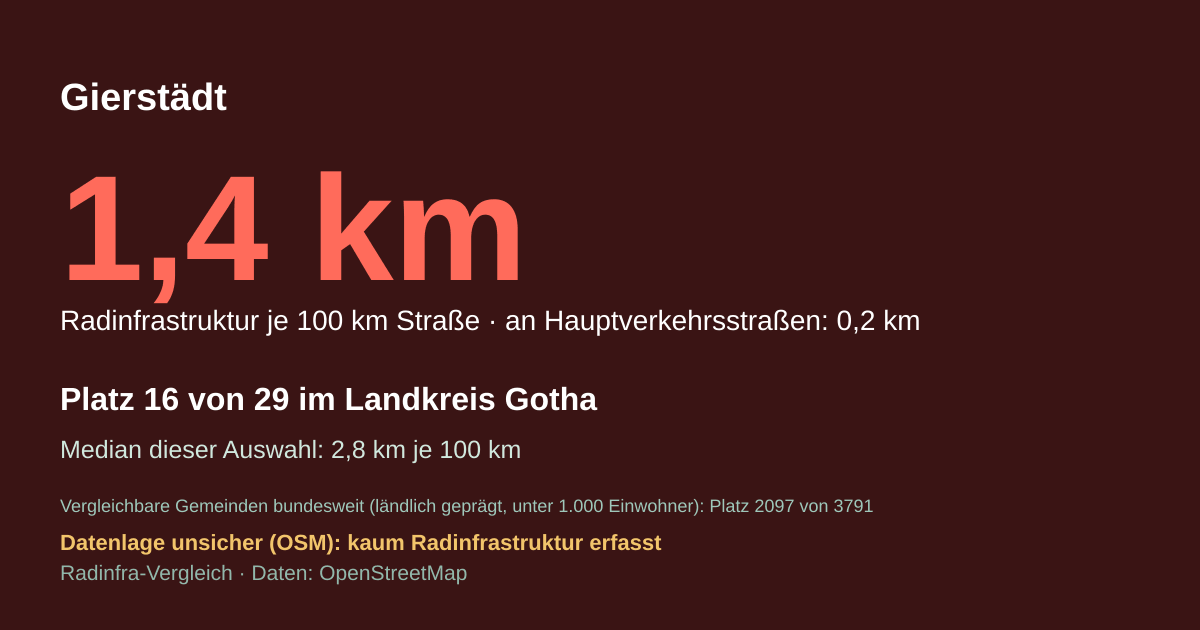 Gierstädt
1,4 km
Radinfrastruktur je 100 km Straße · an Hauptverkehrsstraßen: 0,2 km
Platz 16 von 29 im Landkreis Gotha
Median dieser Auswahl: 2,8 km je 100 km
Vergleichbare Gemeinden bundesweit (ländlich geprägt, unter 1.000 Einwohner): Platz 2097 von 3791
Datenlage unsicher (OSM): kaum Radinfrastruktur erfasst
Radinfra-Vergleich · Daten: OpenStreetMap